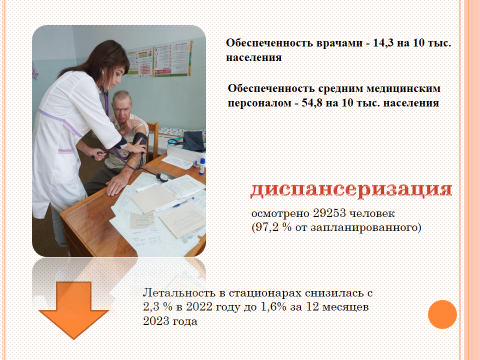 Обеспеченность врачами - 14,3 на 10 тыс.
населения
Обеспеченность средним медицинским
персоналом - 54,8 на 10 тыс. населения
диспансеризация
осмотрено 29253 человек
(97,2 % от запланированного)
Летальность в стационарах снизилась с
2,3 % в 2022 году до 1,6% за 12 месяцев
2023 года